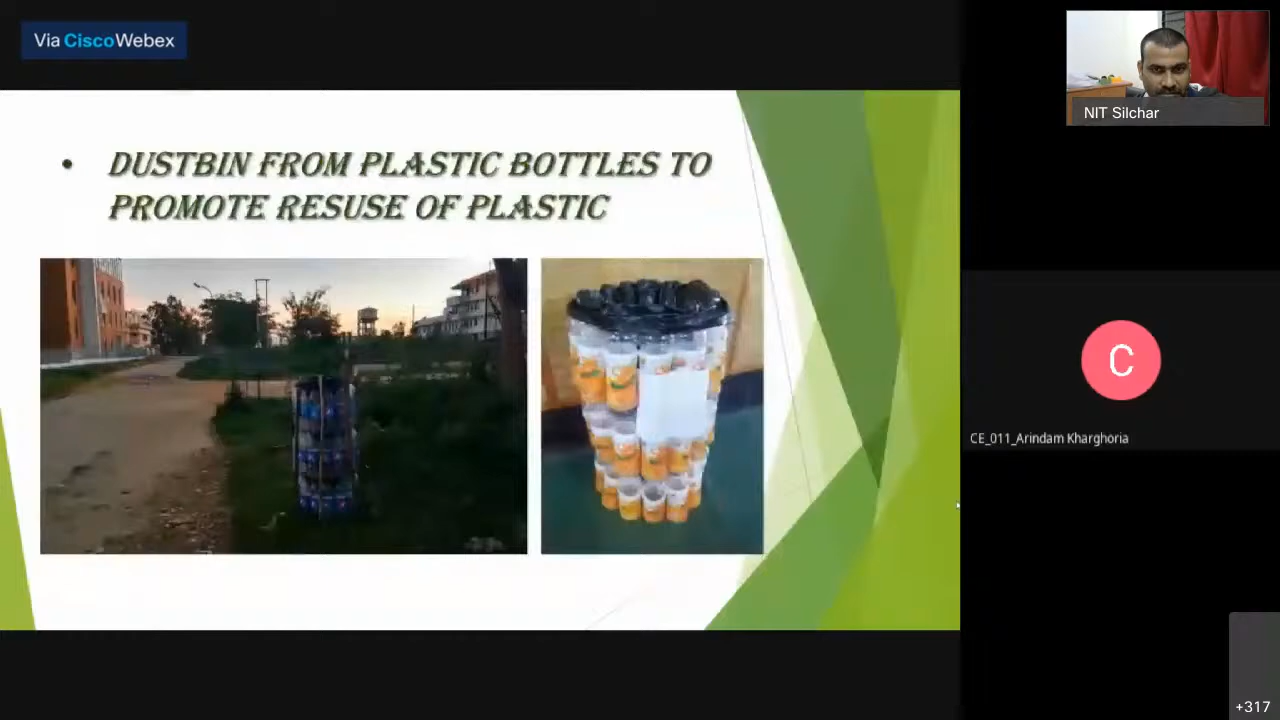 Via Cisco Webex
NIT Silchar
• DUSTBIN FROM PLASTIC BOTTLES TO
PROMOTE RESUSE OF PLASTIC
C
CE_011_Arindam Kharghoria
+317